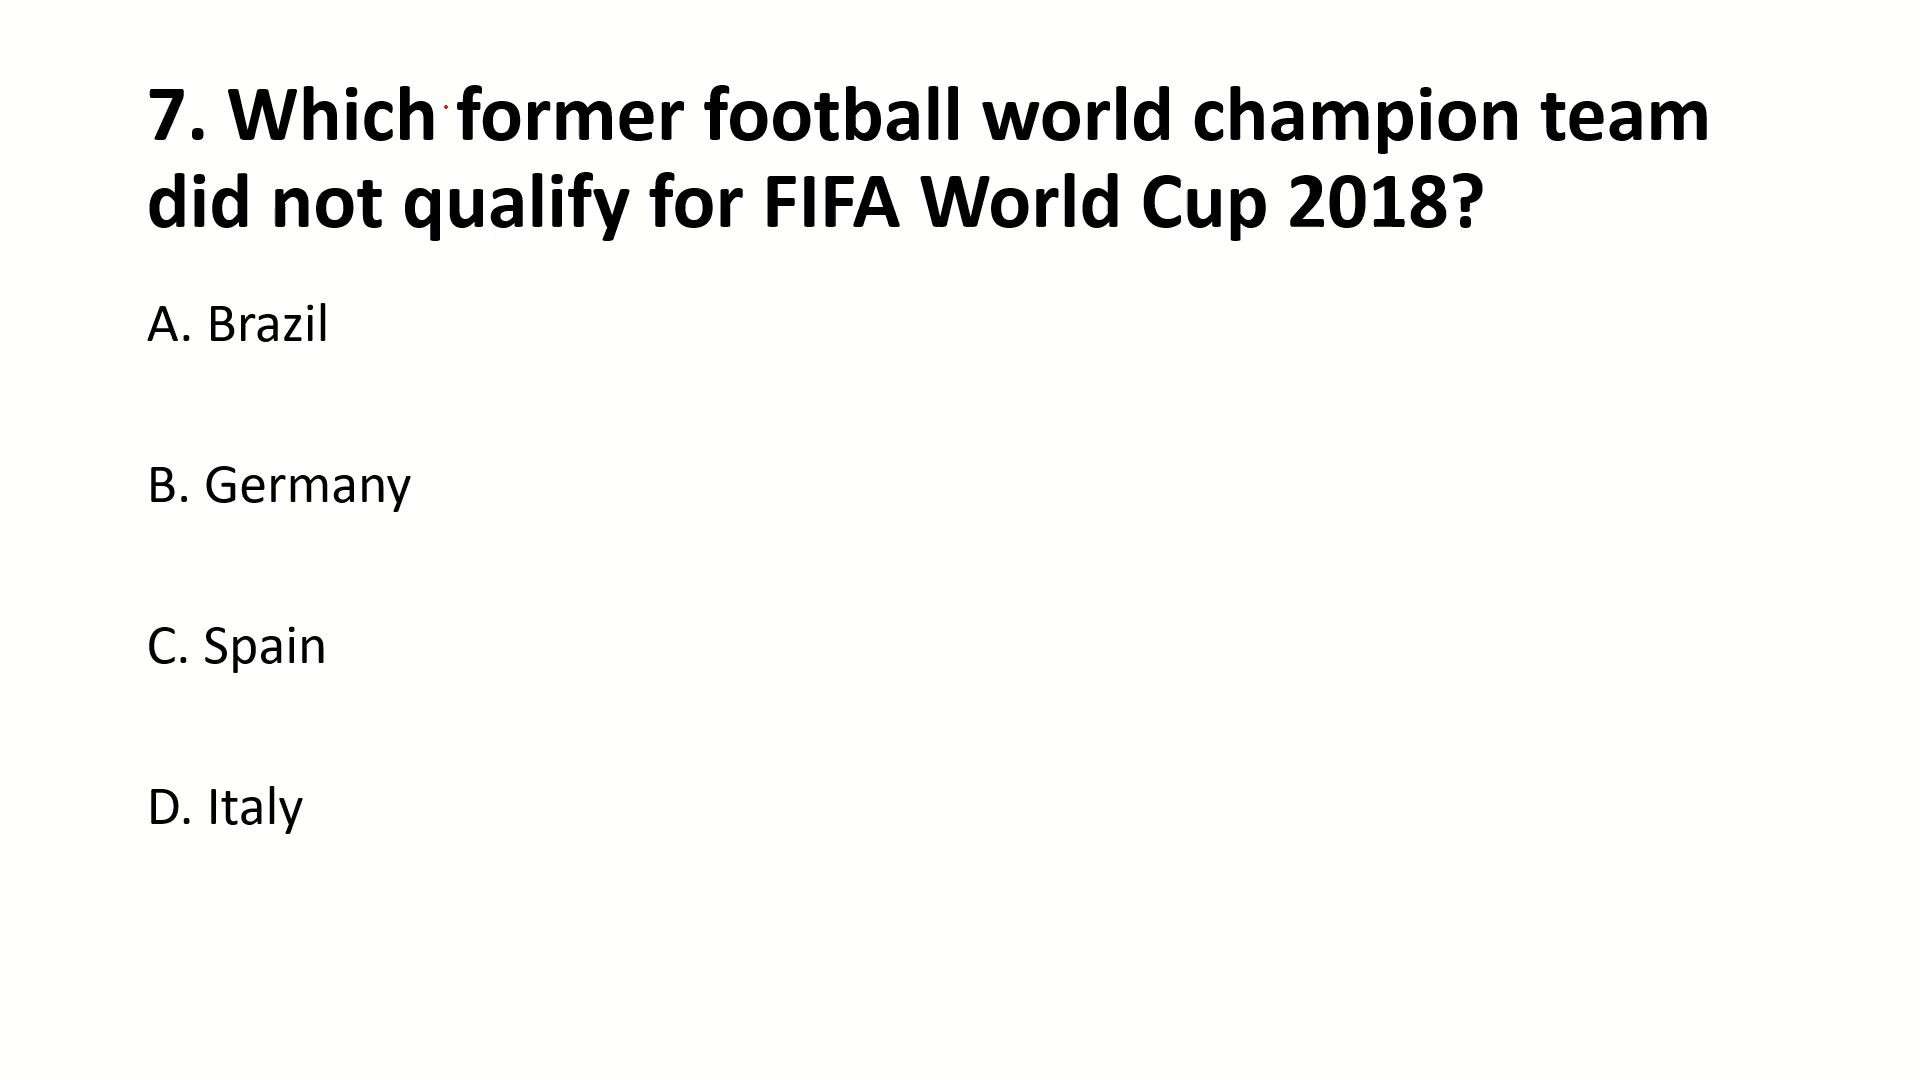 7. Which former football world champion team
did not qualify for FIFA World Cup 2018?
A. Brazil
B. Germany
C. Spain
D. Italy